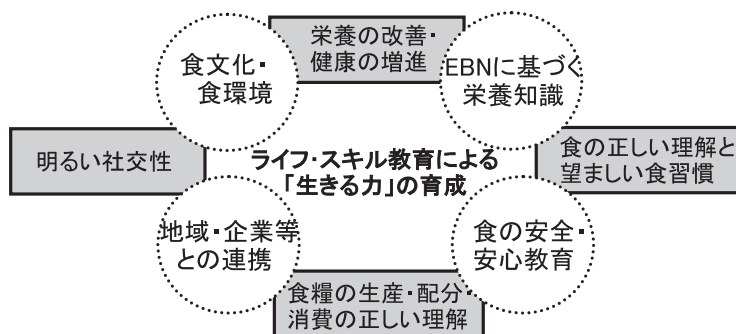 栄養の改善・
健康の増進
食文化・
食環境
EBNに基づく
栄養知識
明るい社交性
ライフ・スキル教育による
「生きる力」の育成
食の正しい理解と
望ましい食習慣
地域・企業等
との連携
食の安全・
安心教育
食糧の生産・配分・
消費の正しい理解